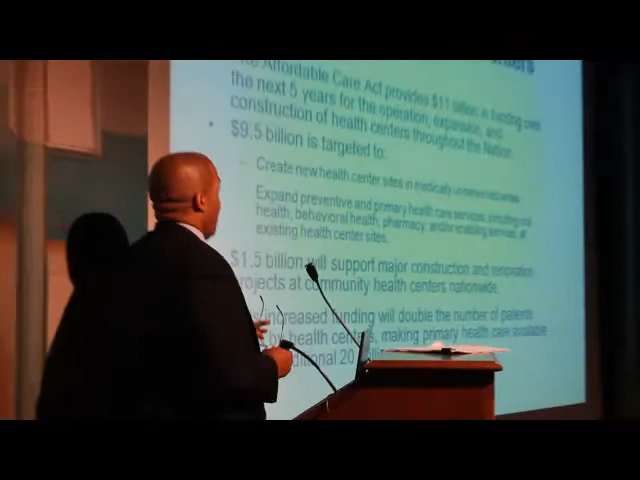 Affordable Care Act provides $11 billion in funding over
the next 5 years for the operation, expansion, and
construction of health centers throughout the Nation.
• $9.5 billion is targeted to:
– Create new health center sites in medically underserved areas.
Expand preventive and primary health care services, including oral
health, behavioral health, pharmacy, and/or enabling services, at
existing health center sites.
$1.5 billion will support major construction and renovation
projects at community health centers nationwide.
increased funding will double the number of patients
by health centers, making primary health care available
20